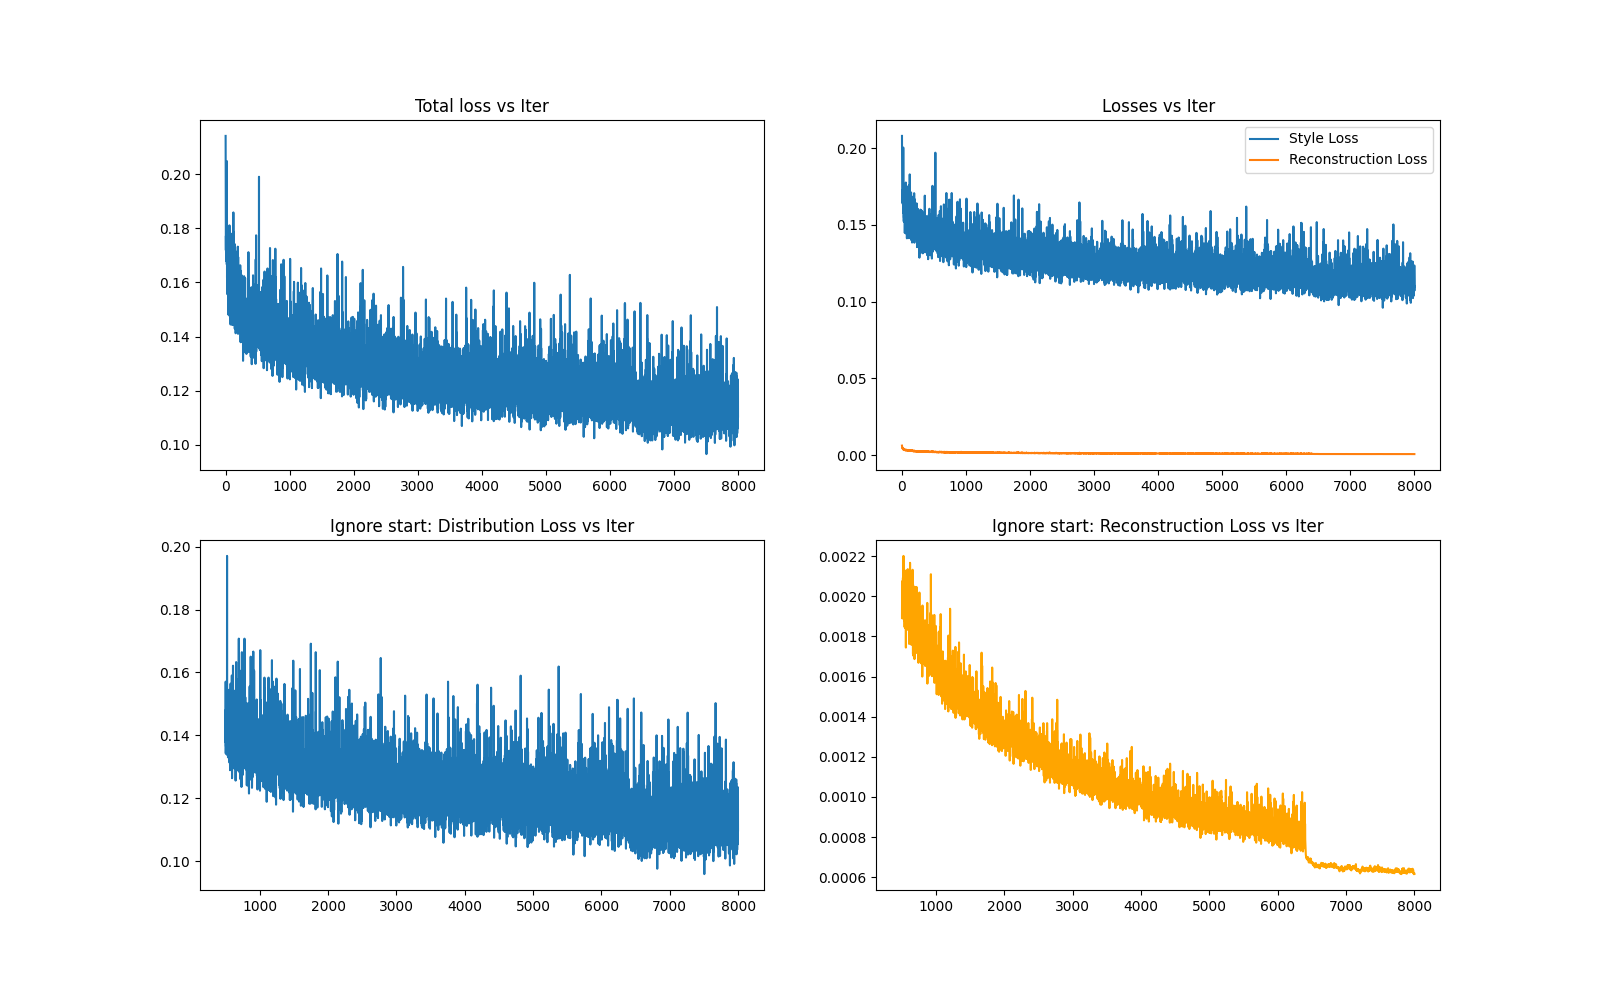 Total loss vs Iter
0.20
0.18
0.16
0.14
0.12
0.10
0 1000 2000 3000 4000 5000 6000 7000 8000
Losses vs Iter
Style Loss
Reconstruction Loss
0.20
0.15
0.10
0.05
0.00
0 1000 2000 3000 4000 5000 6000 7000 8000
Ignore start: Distribution Loss vs Iter
0.20
0.18
0.16
0.14
0.12
0.10
1000 2000 3000 4000 5000 6000 7000 8000
Ignore start: Reconstruction Loss vs Iter
0.0022
0.0020
0.0018
0.0016
0.0014
0.0012
0.0010
0.0008
0.0006
1000 2000 3000 4000 5000 6000 7000 8000